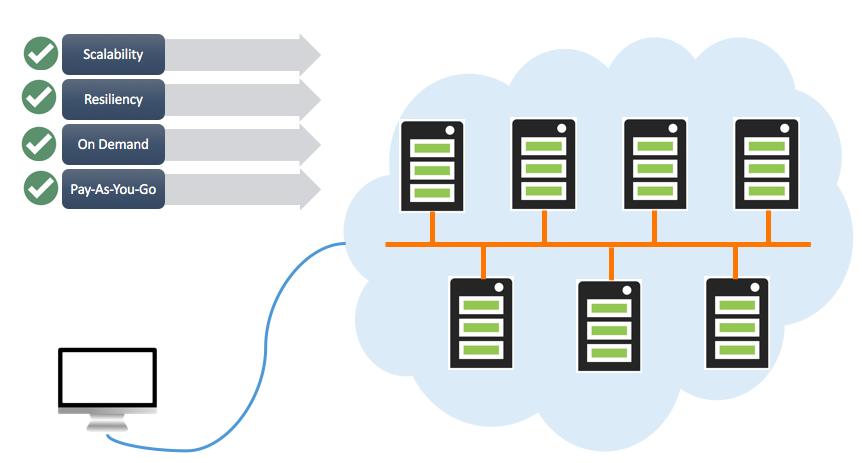 Scalability
Resiliency
On Demand
Pay-As-You-Go